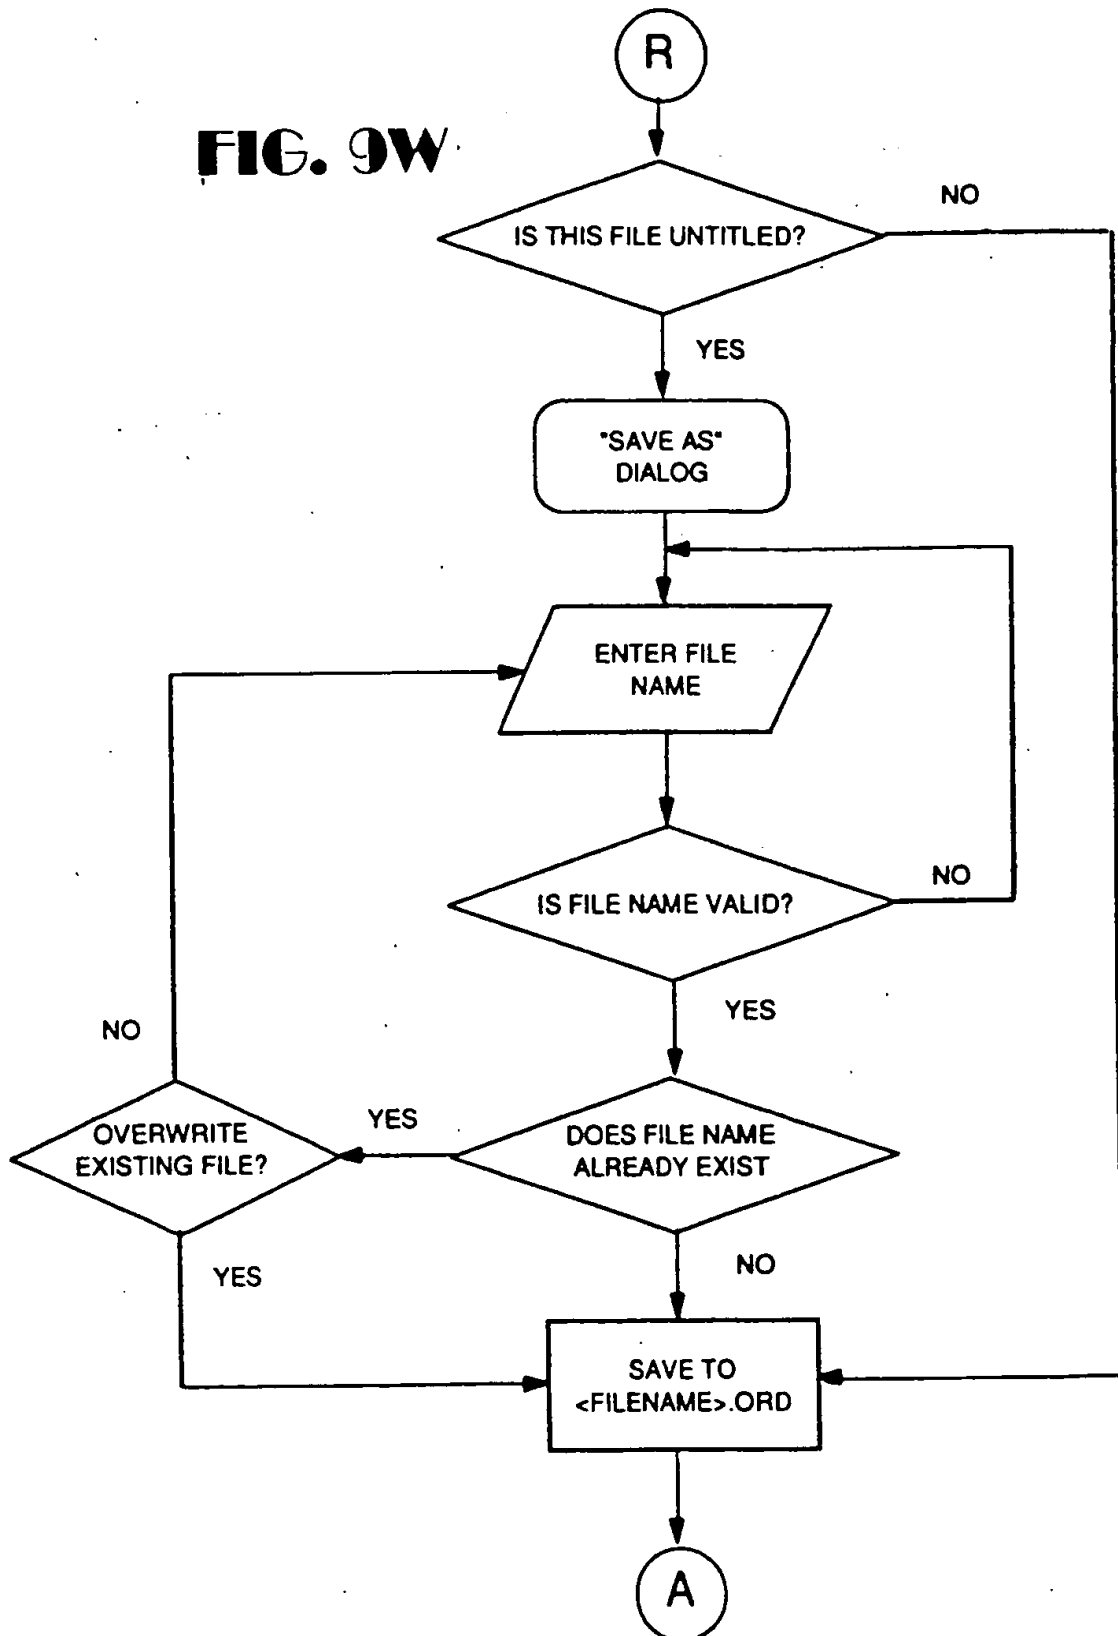 R
FIG. 9W
NO
IS THIS FILE UNTITLED?
YES
"SAVE AS"
DIALOG
ENTER FILE
NAME
IS FILE NAME VALID?
NO
YES
NO
OVERWRITE
EXISTING FILE?
YES
DOES FILE NAME
ALREADY EXIST
YES
NO
SAVE TO
<FILENAME>.ORD
A